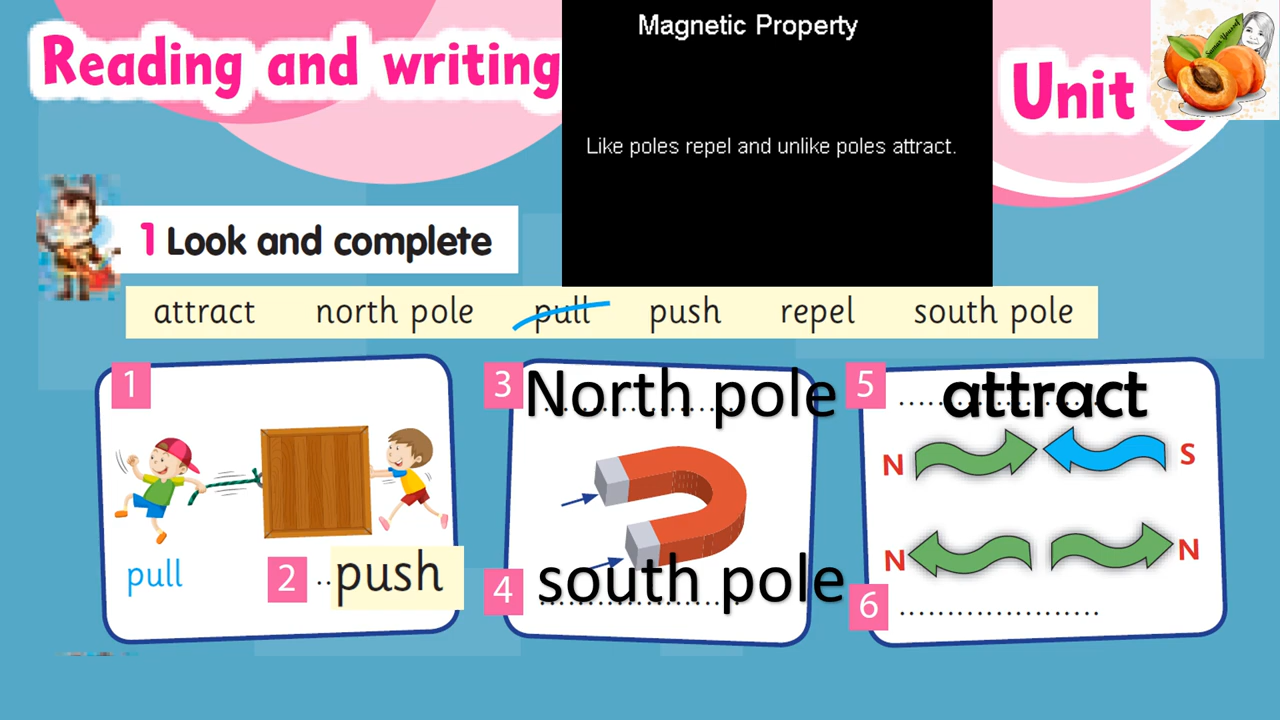 Reading and writing
Magnetic Property
Unit
Like poles repel and unlike poles attract.
1 Look and complete
attract north pole pull push repel south pole
1
pull
2 ..push
3 North pole
4 south pole
5 attract
N S
N N
6 ....................